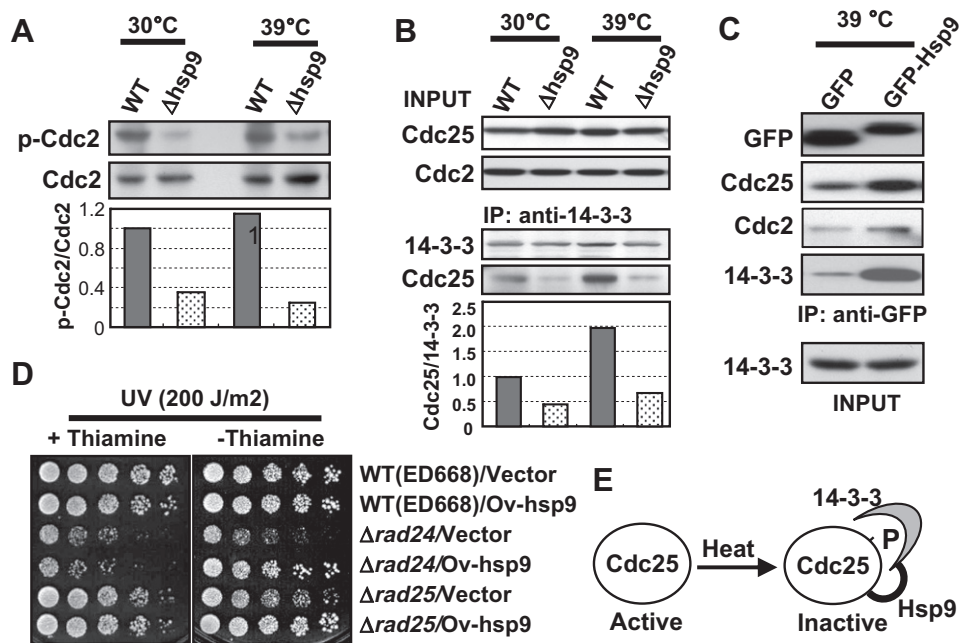 A
30°C
39°C
WT
Δhsp9
WT
Δhsp9
p-Cdc2
Cdc2
p-Cdc2/Cdc2
1.2
0.8
0.4
0
1
B
30°C
39°C
WT
Δhsp9
WT
Δhsp9
INPUT
Cdc25
Cdc2
IP: anti-14-3-3
14-3-3
Cdc25
Cdc25/14-3-3
2.5
2.0
1.5
1.0
0.5
0
C
39 °C
GFP
GFP-Hsp9
GFP
Cdc25
Cdc2
14-3-3
IP: anti-GFP
14-3-3
INPUT
D
UV (200 J/m2)
+ Thiamine
-Thiamine
WT(ED668)/Vector
WT(ED668)/Ov-hsp9
Δrad24/Vector
Δrad24/Ov-hsp9
Δrad25/Vector
Δrad25/Ov-hsp9
E
Cdc25
Active
Heat
14-3-3
P
Cdc25
Hsp9
Inactive